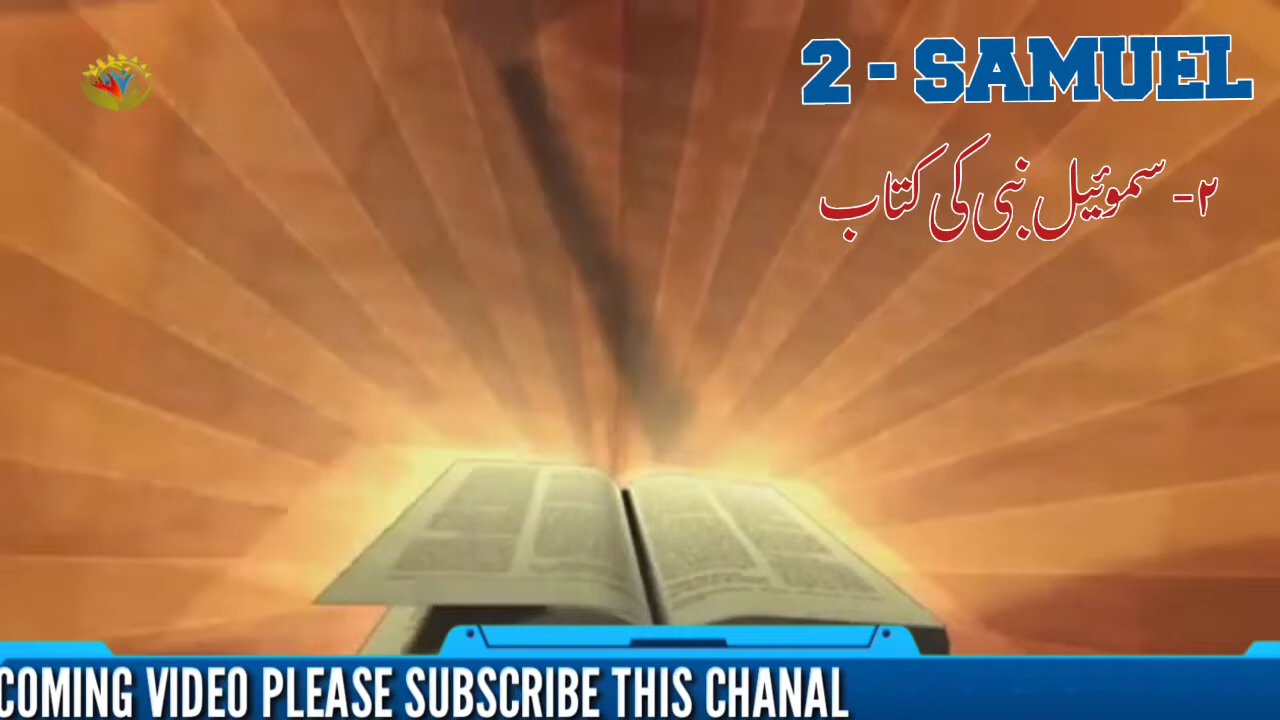 2 - SAMUEL
۲- سموئیل نبی کی کتاب
COMING VIDEO PLEASE SUBSCRIBE THIS CHANAL